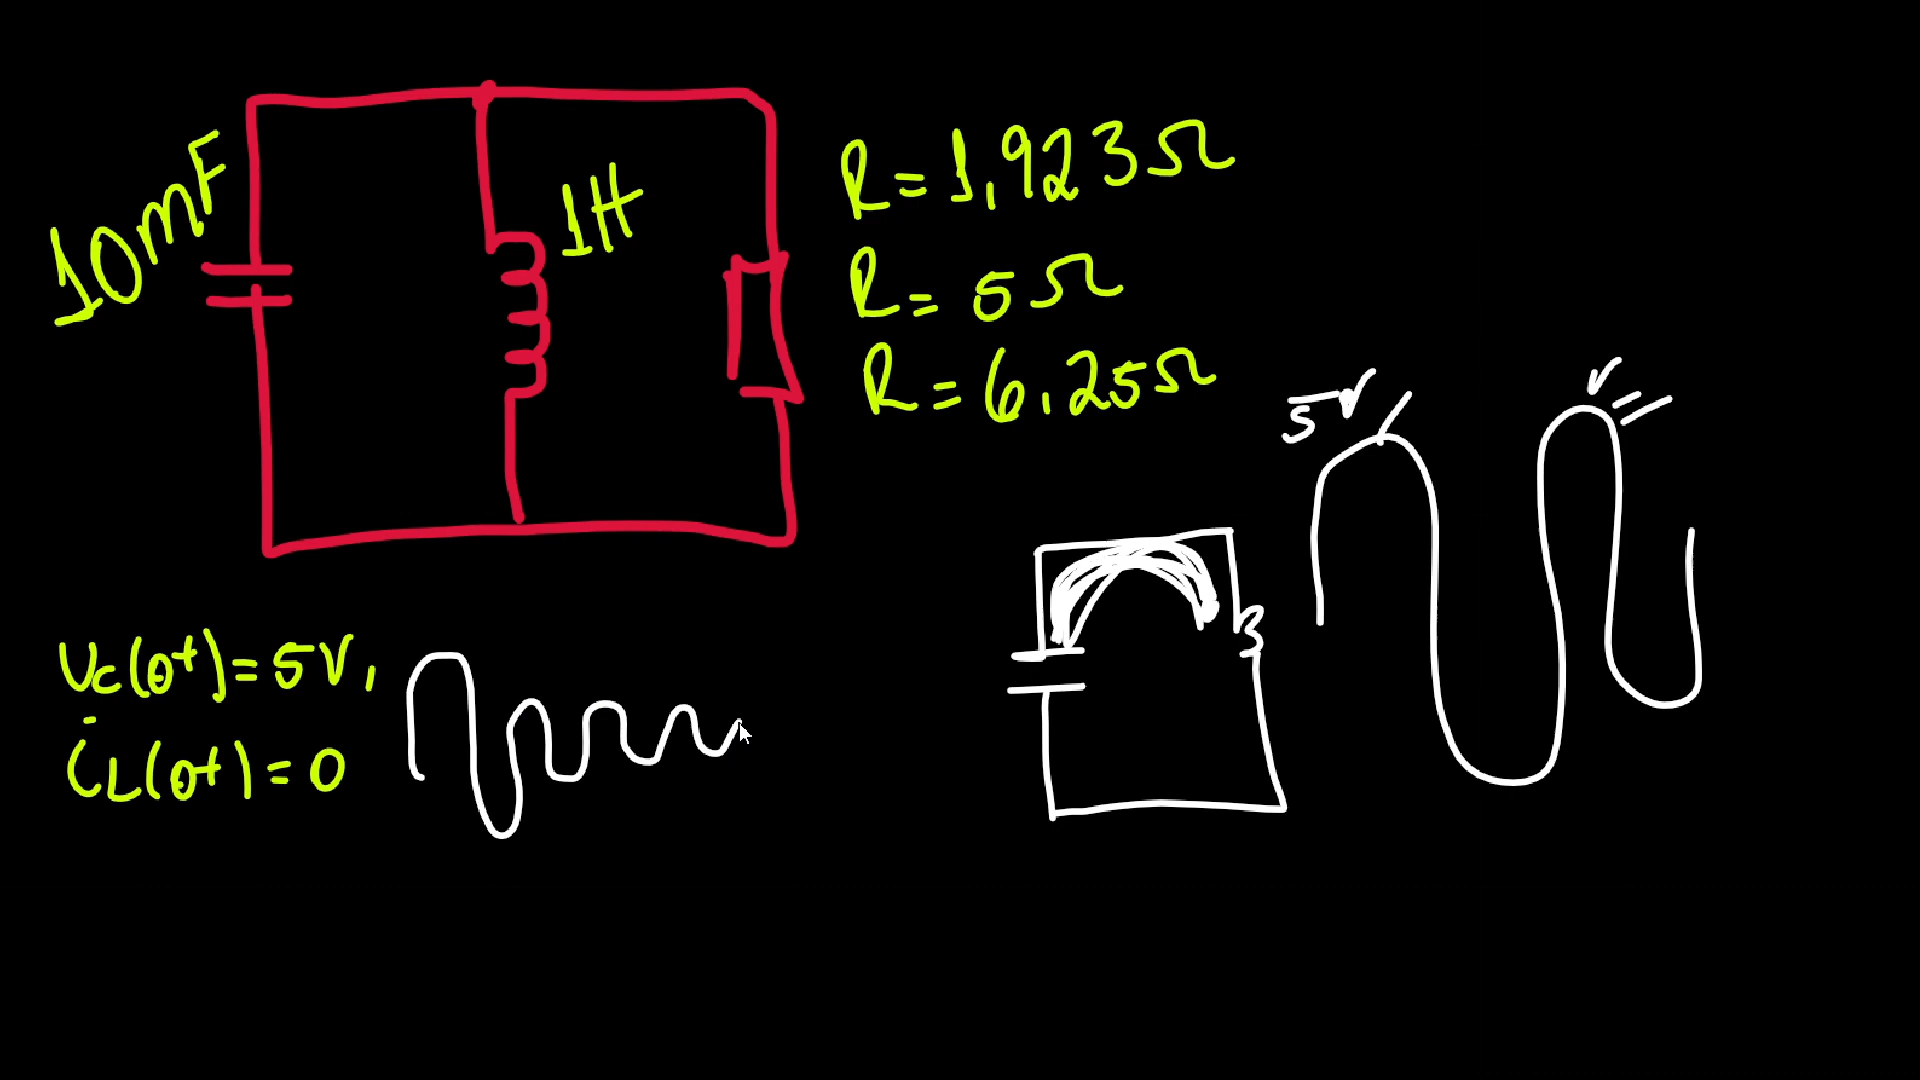 10mF
1H
R=1,923Ω
R=5Ω
R=6,25Ω
5V
V
Vc(0+)=5V,
iL(0+)=0